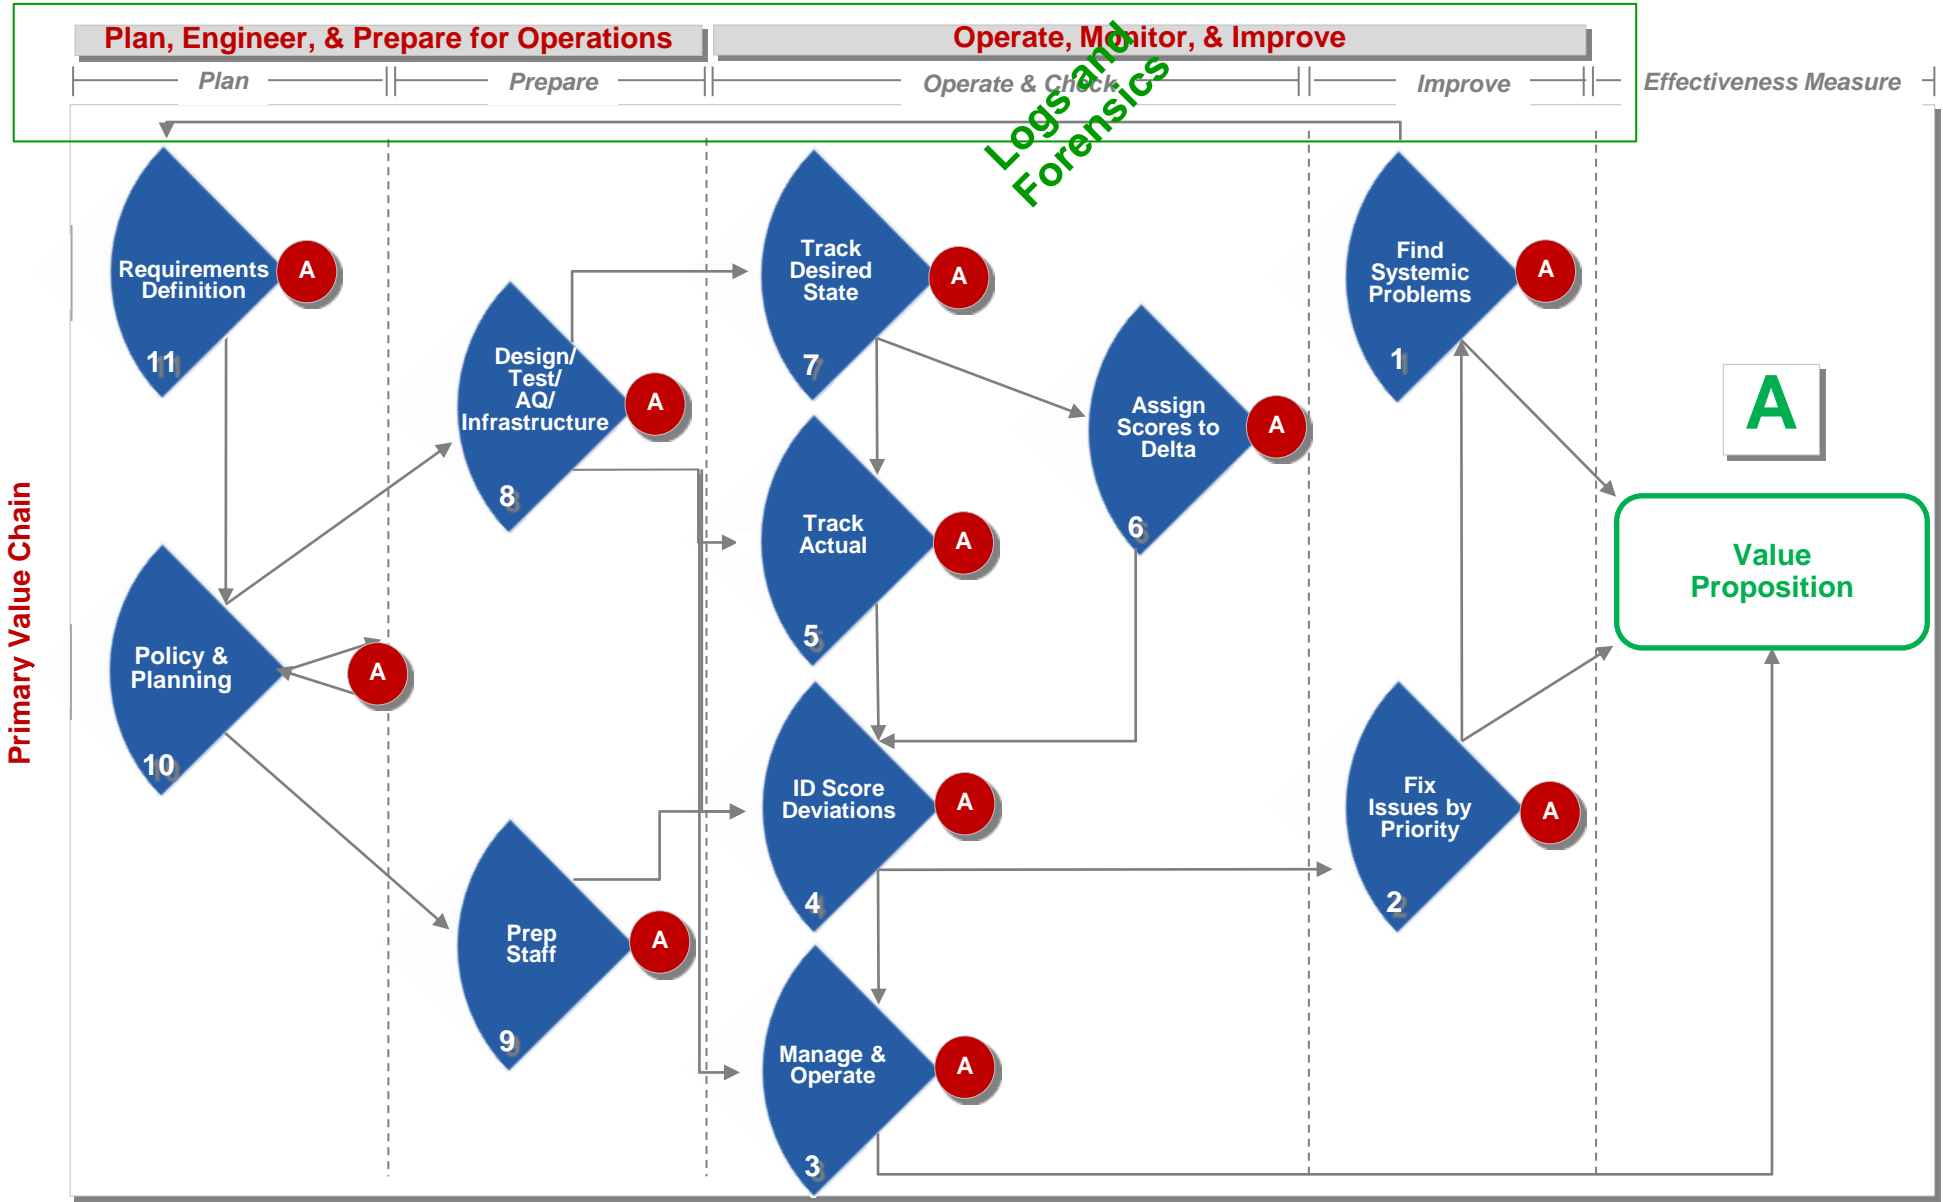 Plan, Engineer, & Prepare for Operations
Operate, Monitor, & Improve
Plan
Prepare
Operate & Check
Improve
Effectiveness Measure
Logs and
Forensics
Primary Value Chain
Requirements
Definition
11
A
Policy &
Planning
10
A
Design/
Test/
AQ/
Infrastructure
8
A
Prep
Staff
9
A
Track
Desired
State
7
A
Track
Actual
5
A
ID Score
Deviations
4
A
Manage &
Operate
3
A
Assign
Scores to
Delta
6
A
Find
Systemic
Problems
1
A
Fix
Issues by
Priority
2
A
A
Value
Proposition